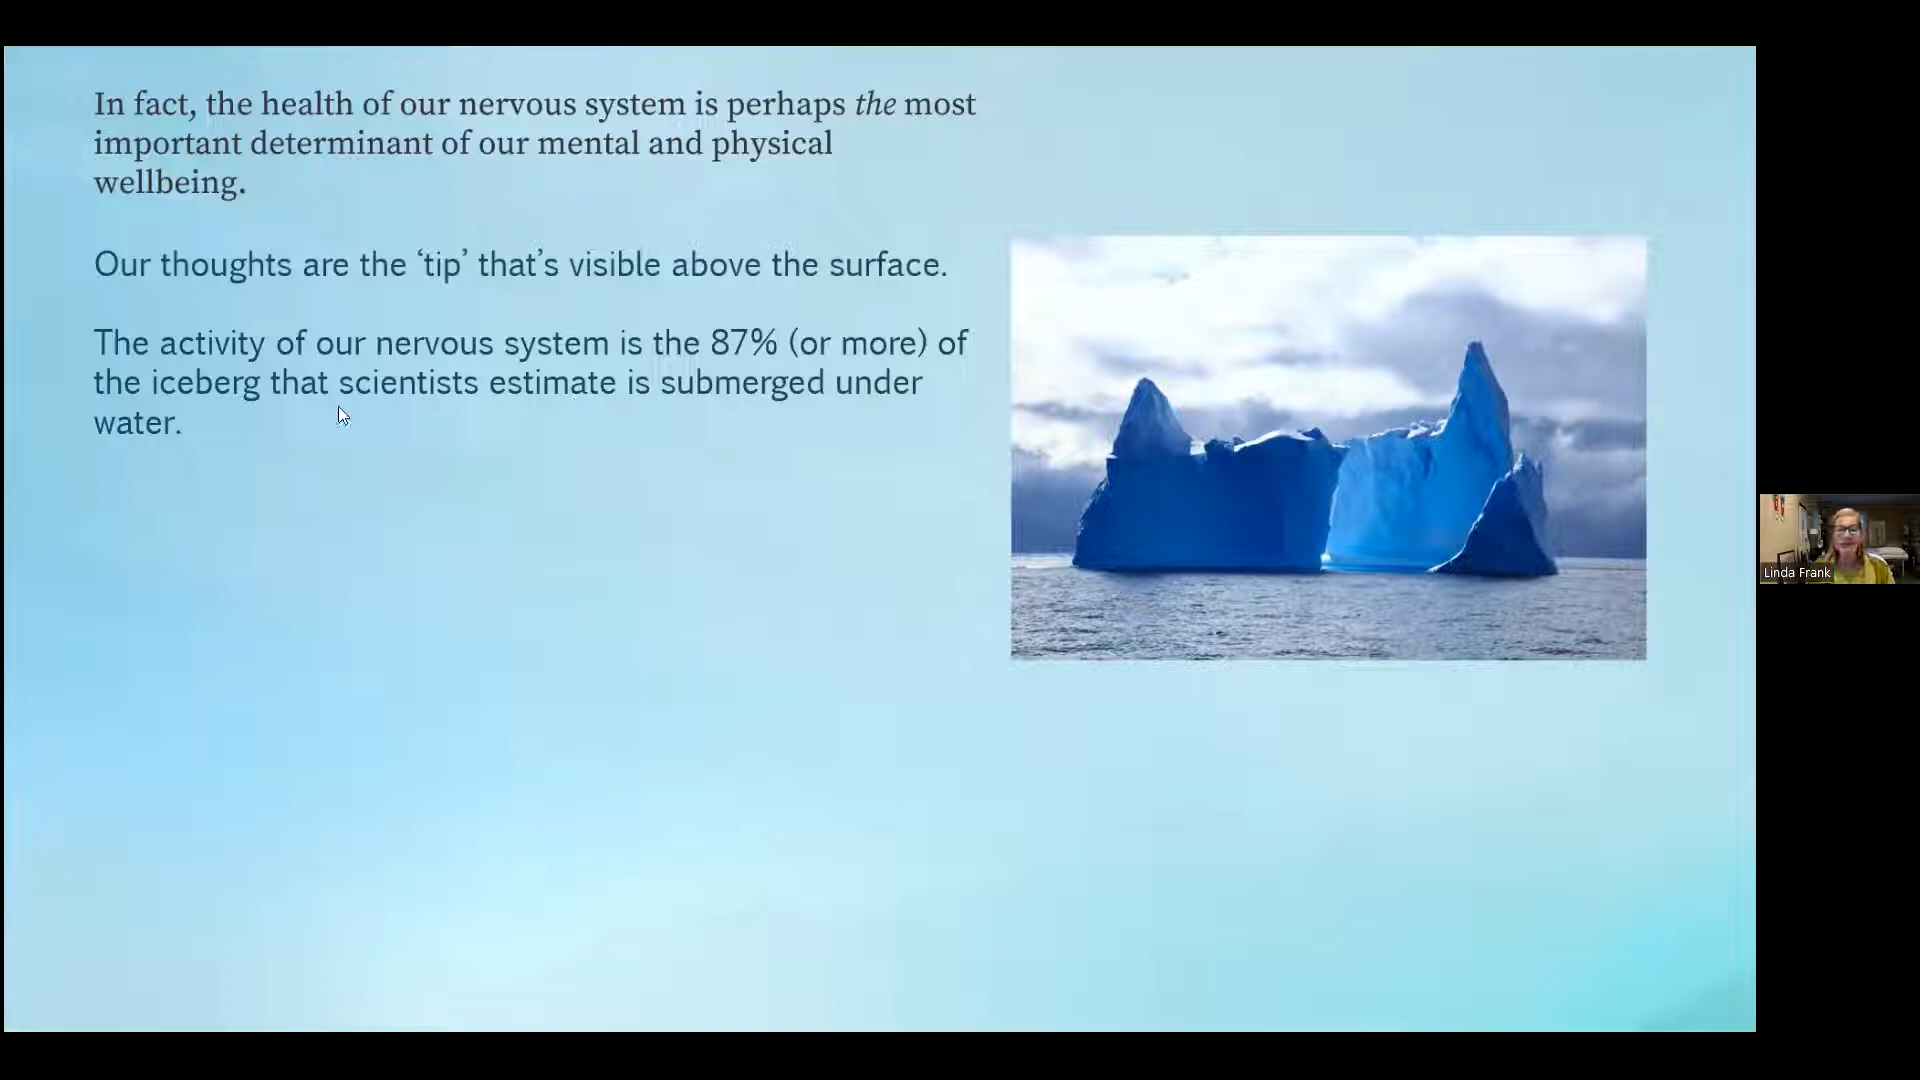 In fact, the health of our nervous system is perhaps the most
important determinant of our mental and physical
wellbeing.
Our thoughts are the ‘tip’ that’s visible above the surface.
The activity of our nervous system is the 87% (or more) of
the iceberg that scientists estimate is submerged under
water.
Linda Frank